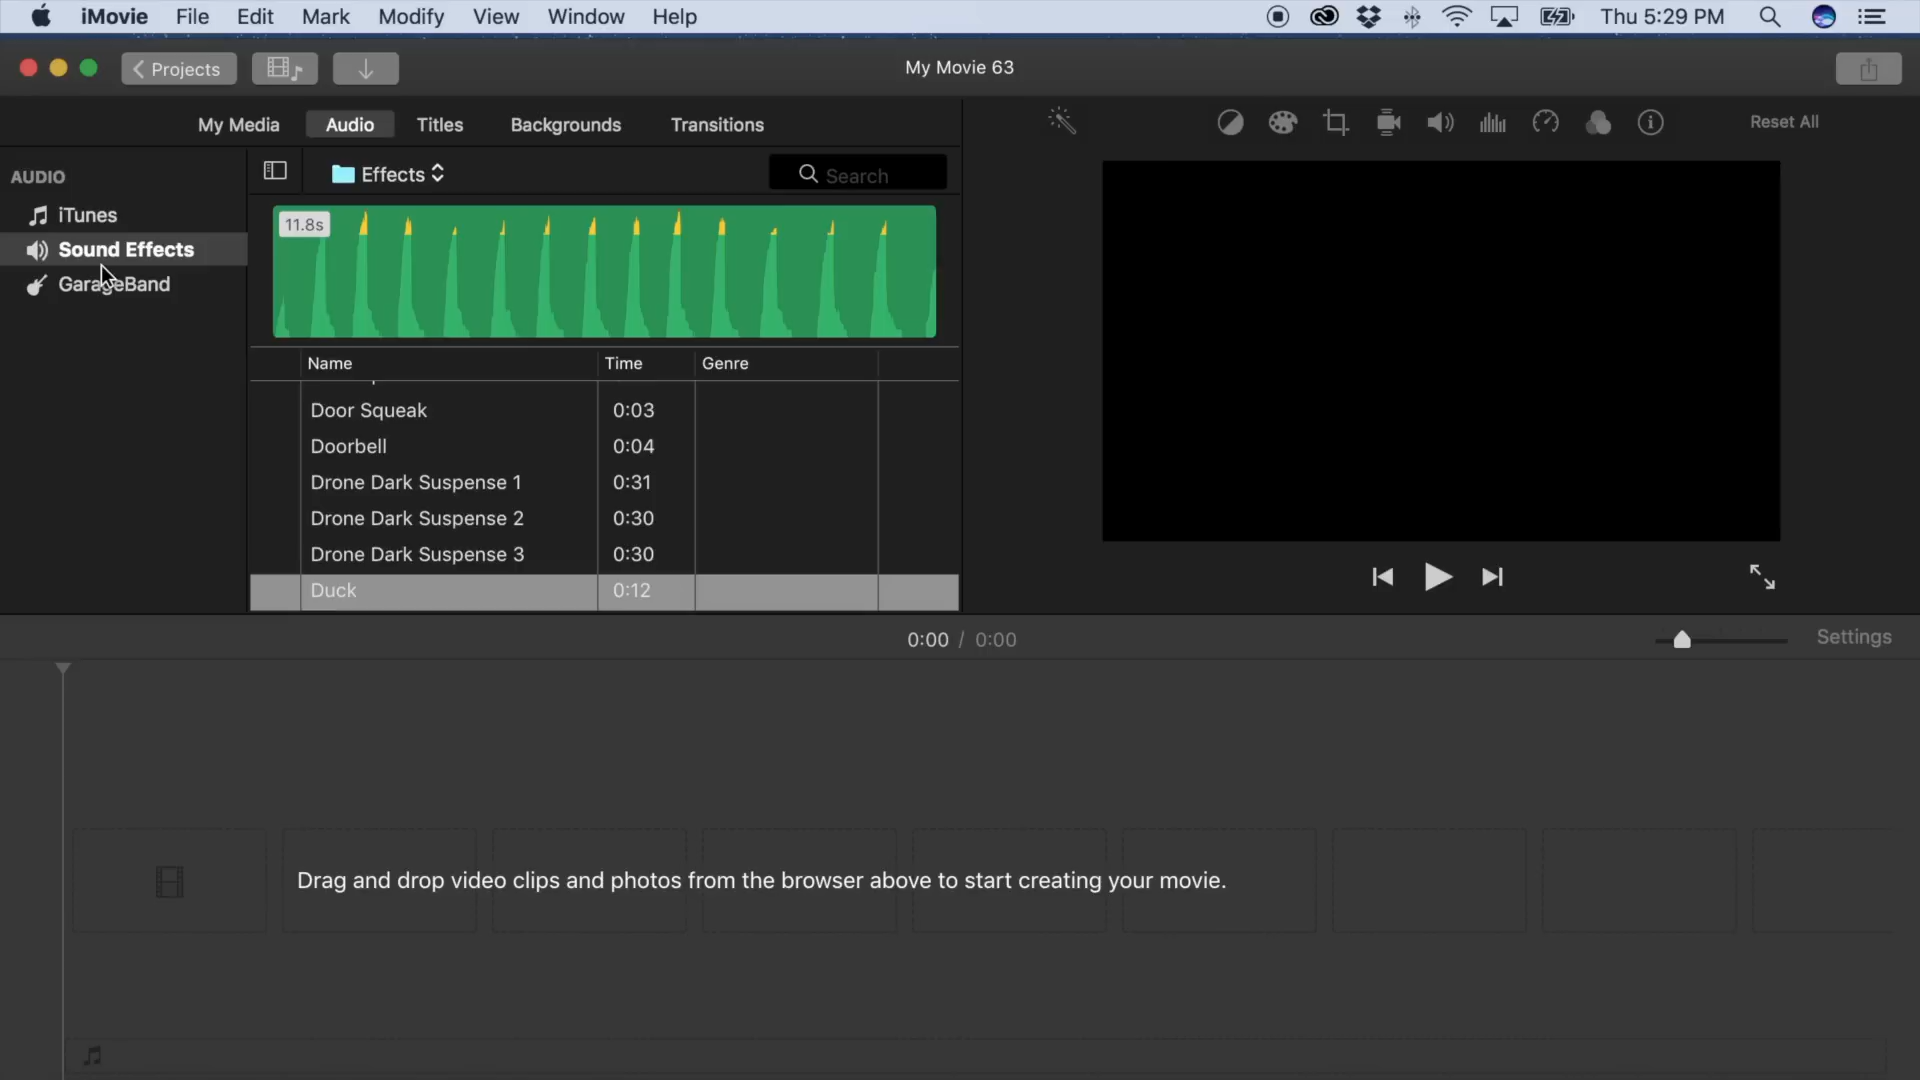 iMovie File Edit Mark Modify View Window Help Thu 5:29 PM
Projects My Movie 63
My Media Audio Titles Backgrounds Transitions Reset All
AUDIO
iTunes
Sound Effects
GarageBand
Effects Search
11.8s
Name Time Genre
Door Squeak 0:03
Doorbell 0:04
Drone Dark Suspense 1 0:31
Drone Dark Suspense 2 0:30
Drone Dark Suspense 3 0:30
Duck 0:12
0:00 / 0:00 Settings
Drag and drop video clips and photos from the browser above to start creating your movie.